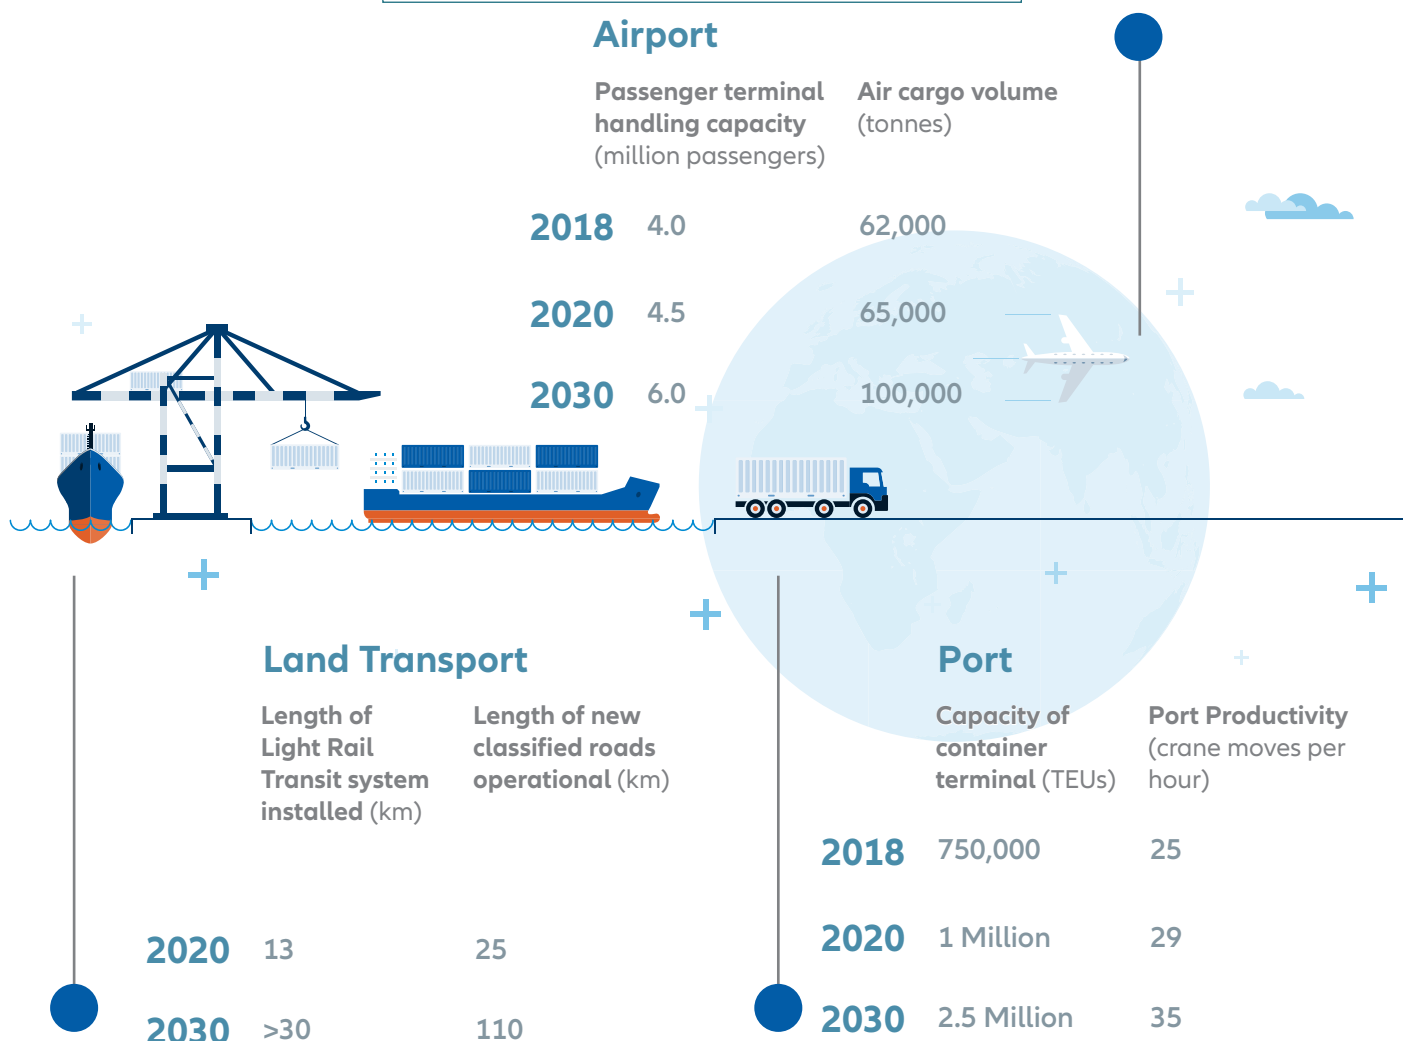 Airport
Passenger terminal handling capacity (million passengers)
Air cargo volume (tonnes)
2018 4.0 62,000
2020 4.5 65,000
2030 6.0 100,000
Land Transport
Length of Light Rail Transit system installed (km)
Length of new classified roads operational (km)
2020 13 25
2030 >30 110
Port
Capacity of container terminal (TEUs)
Port Productivity (crane moves per hour)
2018 750,000 25
2020 1 Million 29
2030 2.5 Million 35